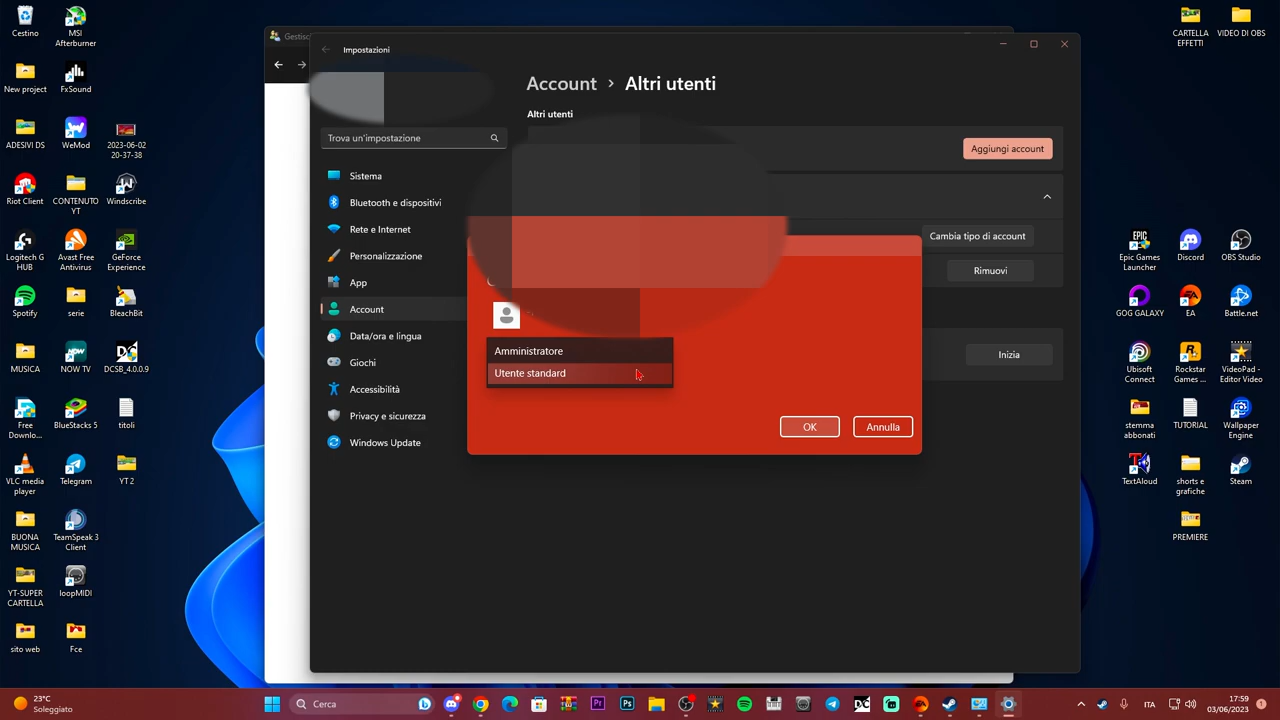 Cestino
MSI
Afterburner
New project
FxSound
ADESIVI DS
WeMod
2023-06-02
20-37-38
Riot Client
CONTENUTO
YT
Windscribe
Logitech G
HUB
Avast Free
Antivirus
GeForce
Experience
Spotify
serie
BleachBit
MUSICA
NOW TV
DCSB_4.0.0.9
Free
Downlo...
BlueStacks 5
titoli
VLC media
player
Telegram
YT 2
BUONA
MUSICA
TeamSpeak 3
Client
YT-SUPER
CARTELLA
loopMIDI
sito web
Fce
Impostazioni
Trova un'impostazione
Sistema
Bluetooth e dispositivi
Rete e Internet
Personalizzazione
App
Account
Data/ora e lingua
Giochi
Accessibilità
Privacy e sicurezza
Windows Update
Account > Altri utenti
Altri utenti
Aggiungi account
Cambia tipo di account
Rimuovi
Inizia
Amministratore
Utente standard
OK
Annulla
CARTELLA
EFFETTI
VIDEO DI OBS
Epic Games
Launcher
Discord
OBS Studio
GOG GALAXY
EA
Battle.net
Ubisoft
Connect
Rockstar
Games ...
VideoPad -
Editor Video
stemma
abbonati
TUTORIAL
Wallpaper
Engine
TextAloud
shorts e
grafiche
Steam
PREMIERE
23°C
Soleggiato
Cerca
ITA
17:59
03/06/2023